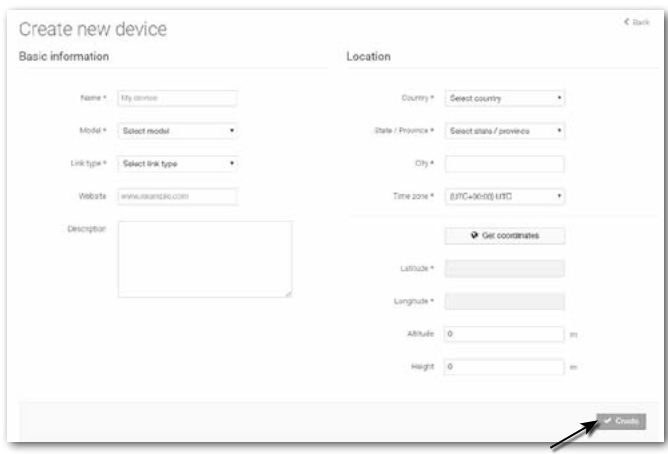 Create new device
Back
Basic information
Name *
My device
Model *
Select model
Link type *
Select link type
Website
www.example.com
Description
Location
Country *
Select country
State / Province *
Select state / province
City *
Time zone *
(UTC+00:00) UTC
Get coordinates
Latitude *
Longitude *
Altitude
0
m
Height
0
m
Create